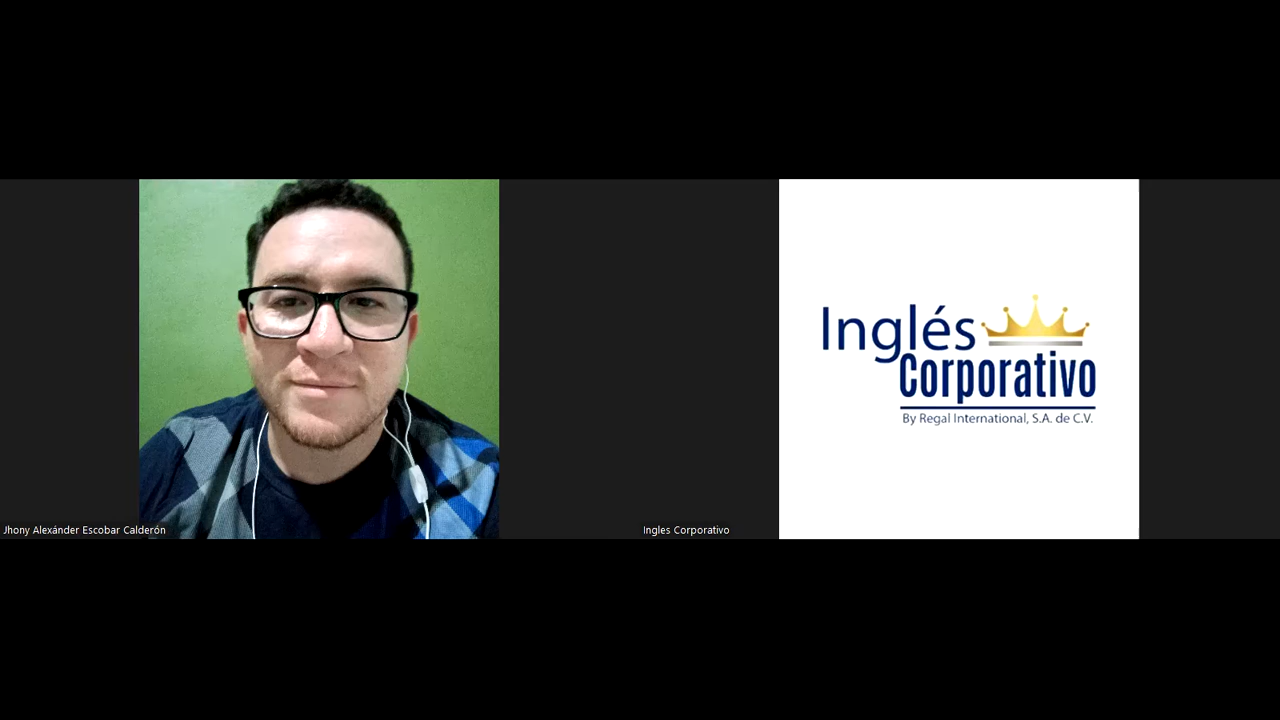 Inglés
Corporativo
By Regal International, S.A. de C.V.
Jhony Alexánder Escobar Calderón
Ingles Corporativo